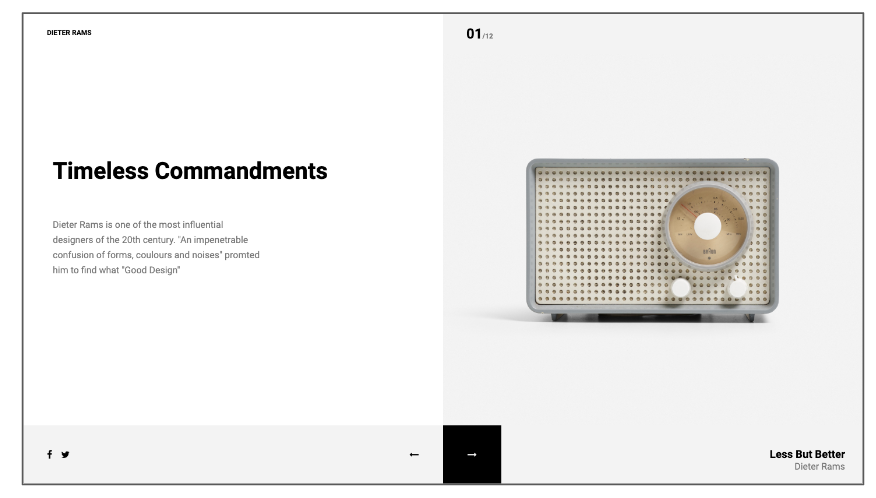 DIETER RAMS
01/12
Timeless Commandments
Dieter Rams is one of the most influential
designers of the 20th century. "An impenetrable
confusion of forms, coulours and noises" promted
him to find what "Good Design"
Less But Better
Dieter Rams